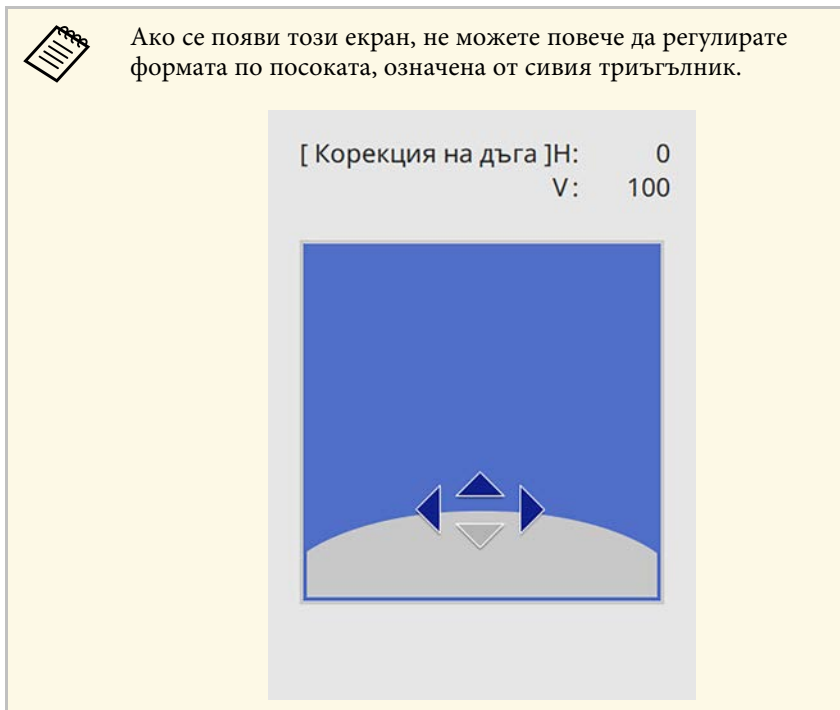 Ако се появи този екран, не можете повече да регулирате
формата по посоката, означена от сивия триъгълник.
[ Корекция на дъга ]H: 0
V: 100